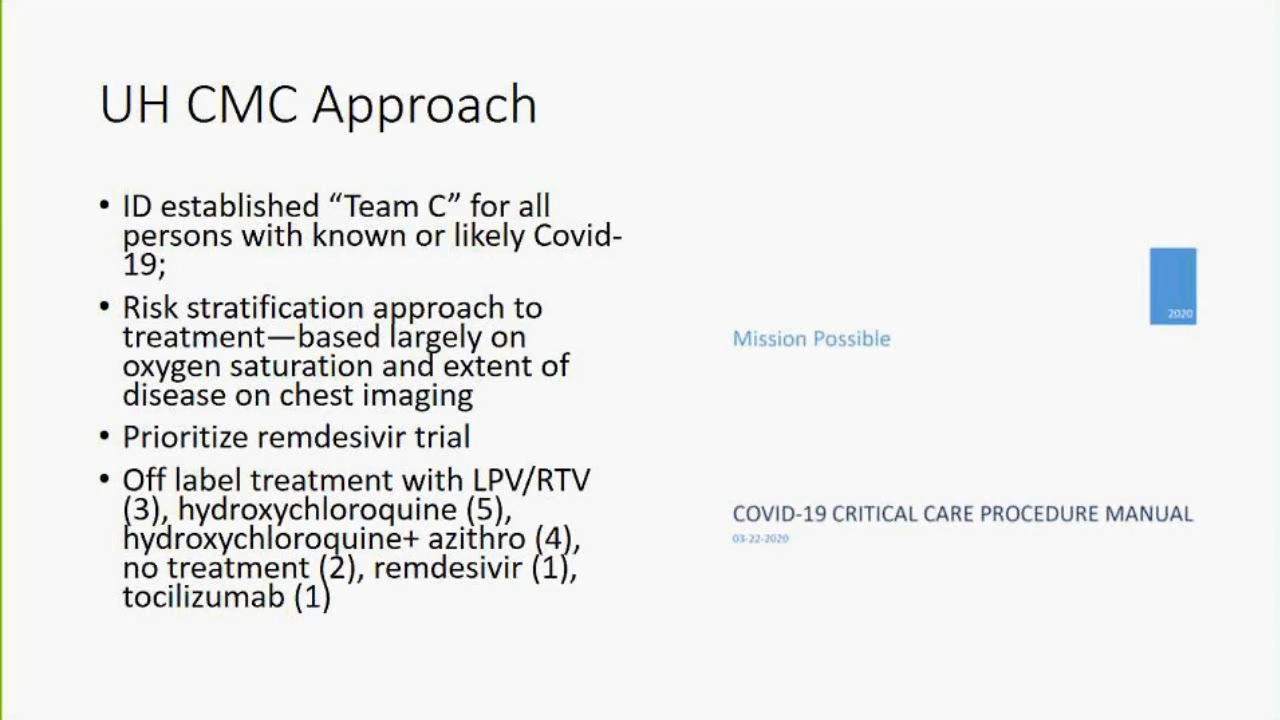 UH CMC Approach
• ID established “Team C” for all
persons with known or likely Covid-
19;
• Risk stratification approach to
treatment—based largely on
oxygen saturation and extent of
disease on chest imaging
• Prioritize remdesivir trial
• Off label treatment with LPV/RTV
(3), hydroxychloroquine (5),
hydroxychloroquine+ azithro (4),
no treatment (2), remdesivir (1),
tocilizumab (1)
2020
Mission Possible
COVID-19 CRITICAL CARE PROCEDURE MANUAL
03-22-2020